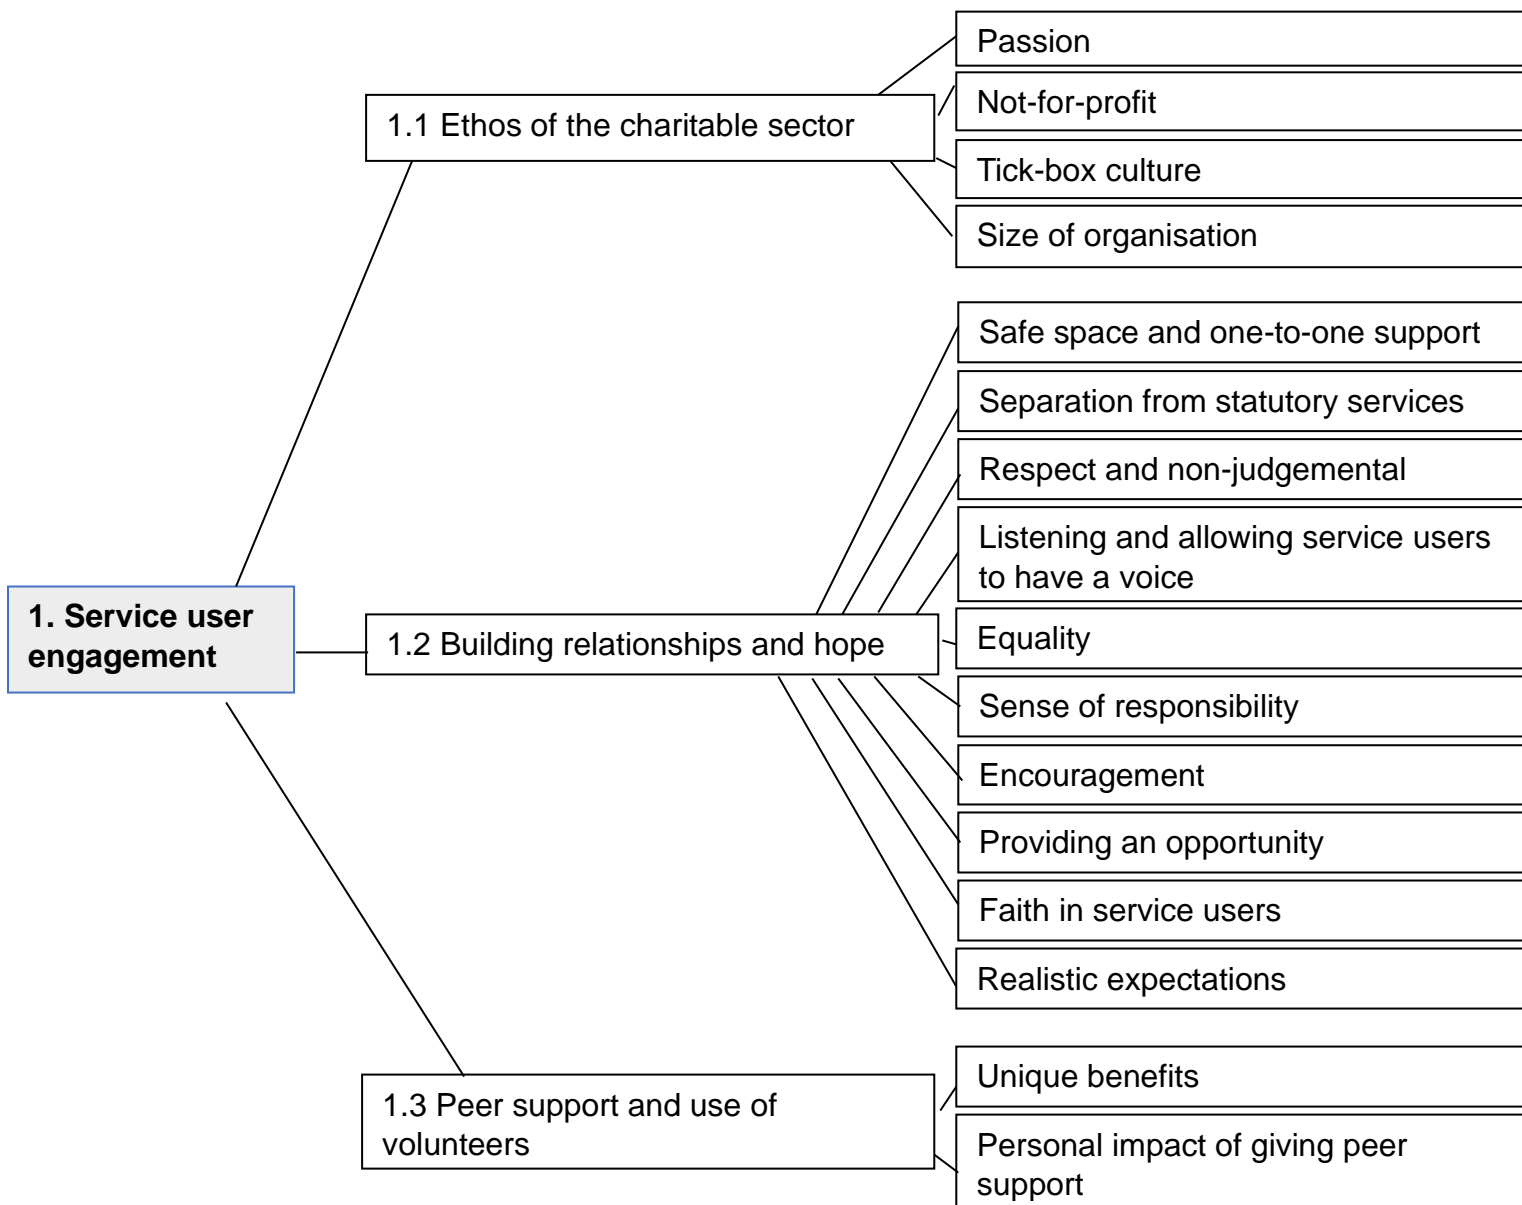 Passion
1.1 Ethos of the charitable sector
Not-for-profit
Tick-box culture
Size of organisation
Safe space and one-to-one support
Separation from statutory services
Respect and non-judgemental
Listening and allowing service users
to have a voice
1. Service user
engagement
1.2 Building relationships and hope
Equality
Sense of responsibility
Encouragement
Providing an opportunity
Faith in service users
Realistic expectations
1.3 Peer support and use of
volunteers
Unique benefits
Personal impact of giving peer
support